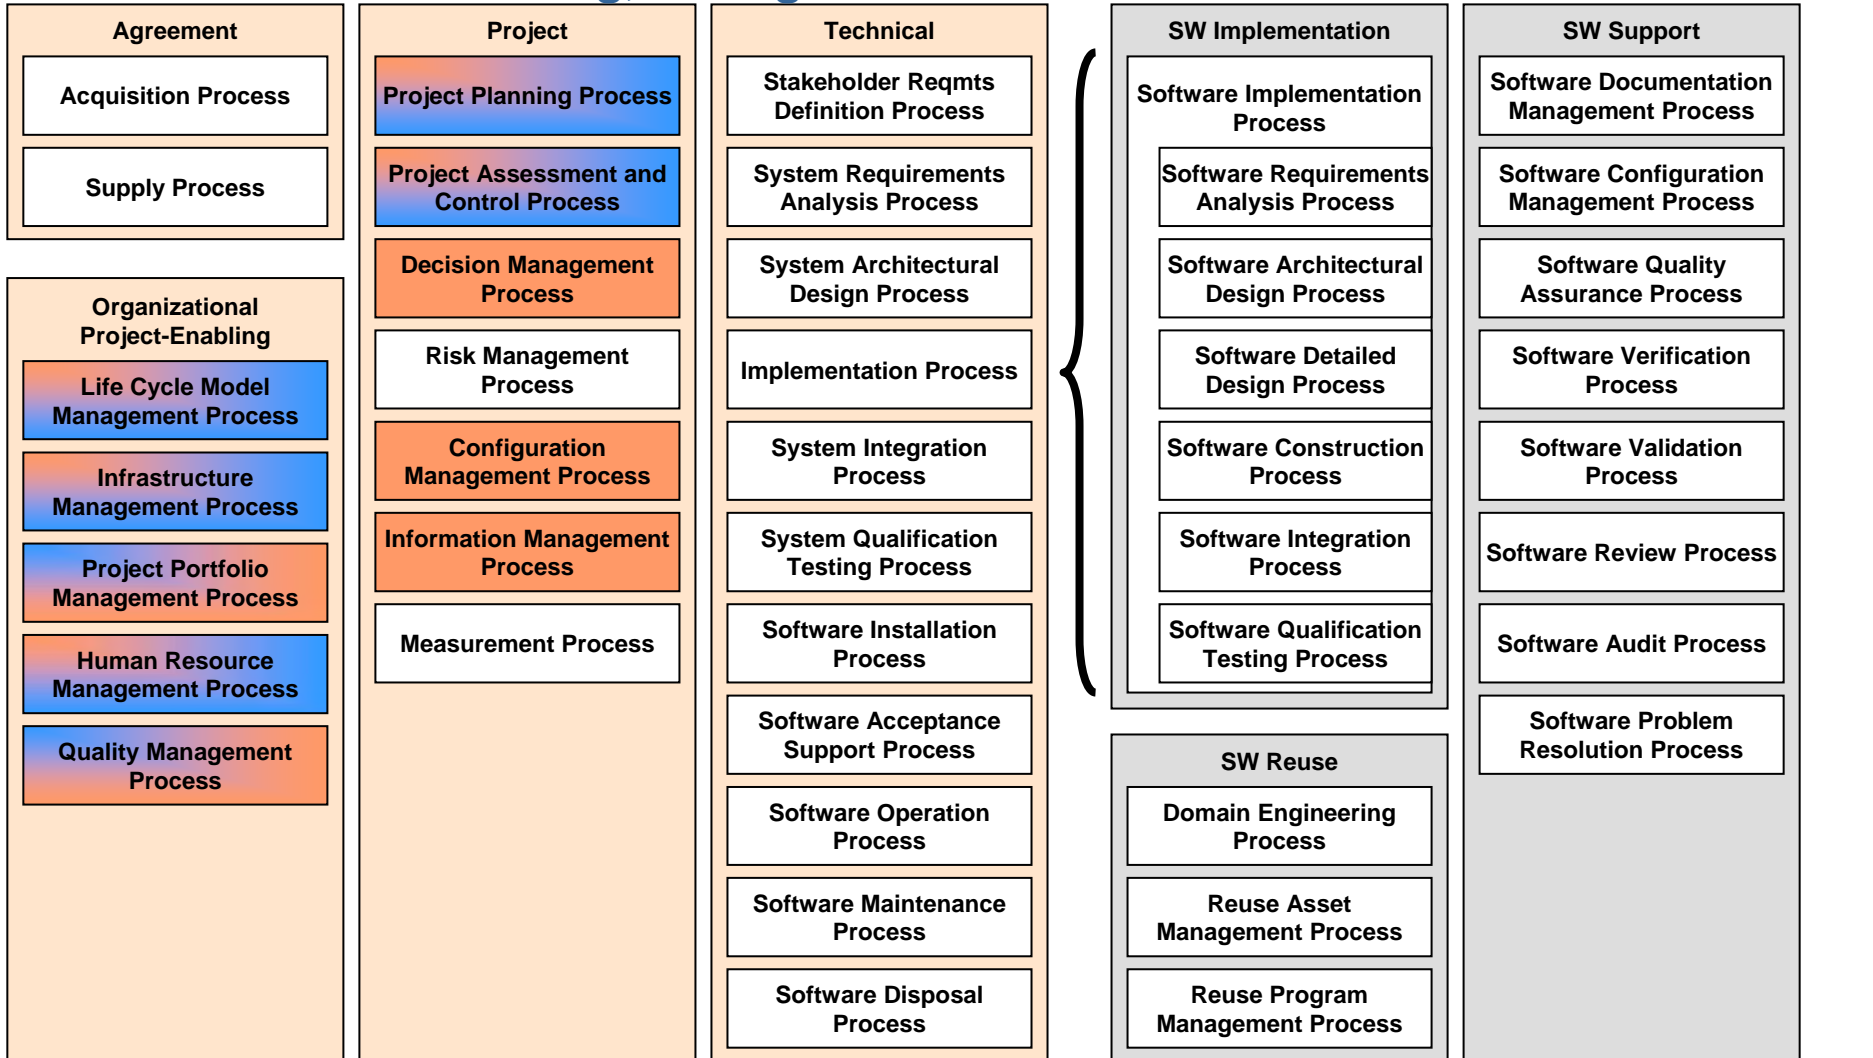 Agreement
Acquisition Process
Supply Process
Organizational
Project-Enabling
Life Cycle Model
Management Process
Infrastructure
Management Process
Project Portfolio
Management Process
Human Resource
Management Process
Quality Management
Process
Project
Project Planning Process
Project Assessment and
Control Process
Decision Management
Process
Risk Management
Process
Configuration
Management Process
Information Management
Process
Measurement Process
Technical
Stakeholder Reqmts
Definition Process
System Requirements
Analysis Process
System Architectural
Design Process
Implementation Process
System Integration
Process
System Qualification
Testing Process
Software Installation
Process
Software Acceptance
Support Process
Software Operation
Process
Software Maintenance
Process
Software Disposal
Process
SW Implementation
Software Implementation
Process
Software Requirements
Analysis Process
Software Architectural
Design Process
Software Detailed
Design Process
Software Construction
Process
Software Integration
Process
Software Qualification
Testing Process
SW Reuse
Domain Engineering
Process
Reuse Asset
Management Process
Reuse Program
Management Process
SW Support
Software Documentation
Management Process
Software Configuration
Management Process
Software Quality
Assurance Process
Software Verification
Process
Software Validation
Process
Software Review Process
Software Audit Process
Software Problem
Resolution Process